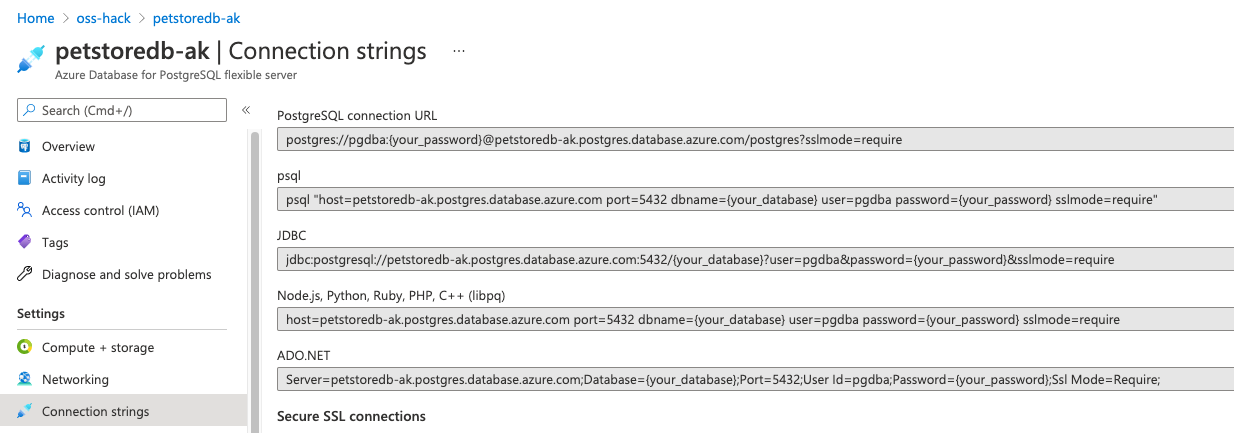 Home > oss-hack > petstoredb-ak
petstoredb-ak | Connection strings ...
Azure Database for PostgreSQL flexible server
Search (Cmd+/) «
Overview
Activity log
Access control (IAM)
Tags
Diagnose and solve problems
Settings
Compute + storage
Networking
Connection strings
PostgreSQL connection URL
postgres://pgdba:{your_password}@petstoredb-ak.postgres.database.azure.com/postgres?sslmode=require
psql
psql "host=petstoredb-ak.postgres.database.azure.com port=5432 dbname={your_database} user=pgdba password={your_password} sslmode=require"
JDBC
jdbc:postgresql://petstoredb-ak.postgres.database.azure.com:5432/{your_database}?user=pgdba&password={your_password}&sslmode=require
Node.js, Python, Ruby, PHP, C++ (libpq)
host=petstoredb-ak.postgres.database.azure.com port=5432 dbname={your_database} user=pgdba password={your_password} sslmode=require
ADO.NET
Server=petstoredb-ak.postgres.database.azure.com;Database={your_database};Port=5432;User Id=pgdba;Password={your_password};Ssl Mode=Require;
Secure SSL connections